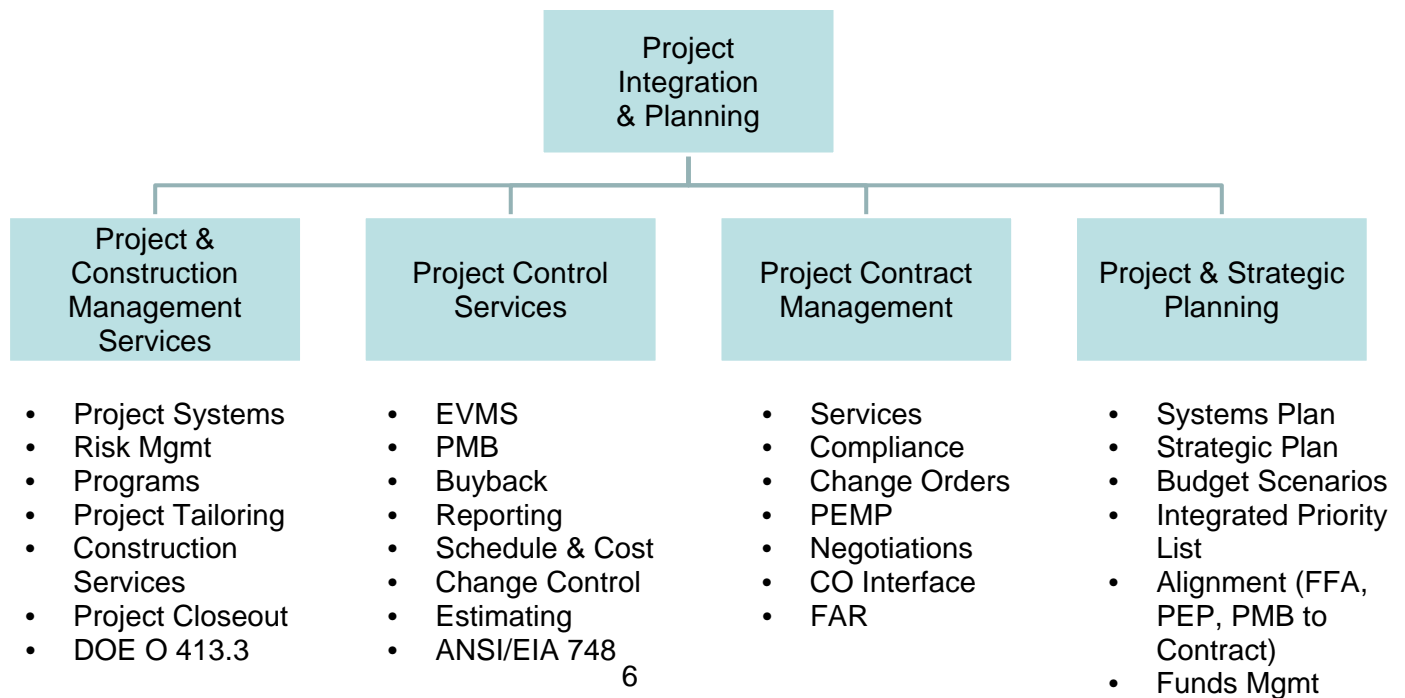 Project
Integration
& Planning
Project &
Construction
Management
Services
Project Control
Services
Project Contract
Management
Project & Strategic
Planning
• Project Systems
• Risk Mgmt
• Programs
• Project Tailoring
• Construction
Services
• Project Closeout
• DOE O 413.3
• EVMS
• PMB
• Buyback
• Reporting
• Schedule & Cost
• Change Control
• Estimating
• ANSI/EIA 748
• Services
• Compliance
• Change Orders
• PEMP
• Negotiations
• CO Interface
• FAR
• Systems Plan
• Strategic Plan
• Budget Scenarios
• Integrated Priority
List
• Alignment (FFA,
PEP, PMB to
Contract)
• Funds Mgmt
6